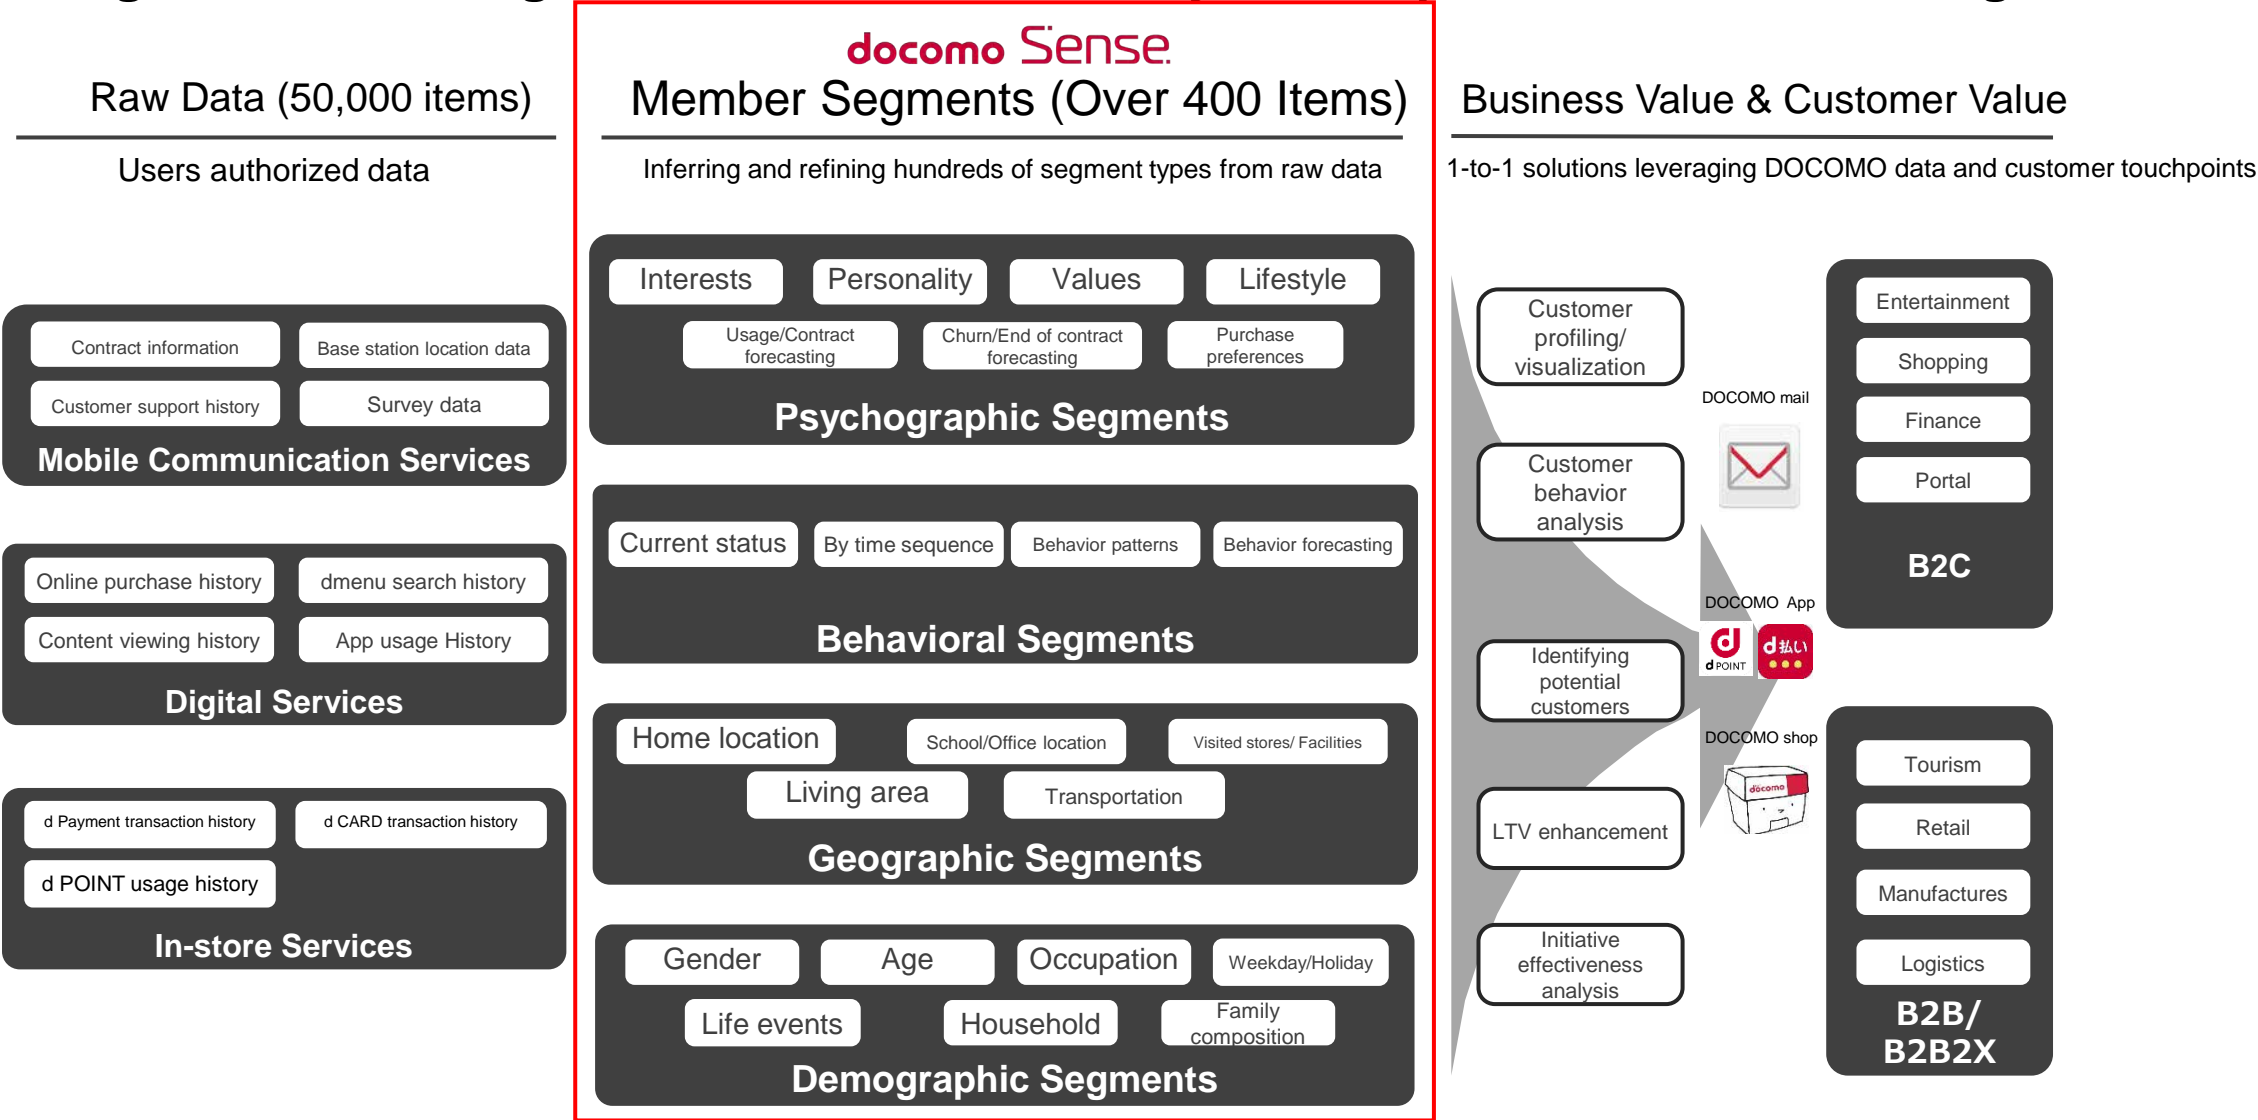 docomo Sense
Raw Data (50,000 items)
Users authorized data
Contract information
Base station location data
Customer support history
Survey data
Mobile Communication Services
Online purchase history
dmenu search history
Content viewing history
App usage History
Digital Services
d Payment transaction history
d CARD transaction history
d POINT usage history
In-store Services
Member Segments (Over 400 Items)
Inferring and refining hundreds of segment types from raw data
Interests
Personality
Values
Lifestyle
Usage/Contract
forecasting
Churn/End of contract
forecasting
Purchase
preferences
Psychographic Segments
Current status
By time sequence
Behavior patterns
Behavior forecasting
Behavioral Segments
Home location
School/Office location
Visited stores/ Facilities
Living area
Transportation
Geographic Segments
Gender
Age
Occupation
Weekday/Holiday
Life events
Household
Family
composition
Demographic Segments
Business Value & Customer Value
1-to-1 solutions leveraging DOCOMO data and customer touchpoints
Customer
profiling/
visualization
Customer
behavior
analysis
Identifying
potential
customers
LTV enhancement
Initiative
effectiveness
analysis
DOCOMO mail
DOCOMO App
d
d POINT
d払い
DOCOMO shop
docomo
Entertainment
Shopping
Finance
Portal
B2C
Tourism
Retail
Manufactures
Logistics
B2B/
B2B2X